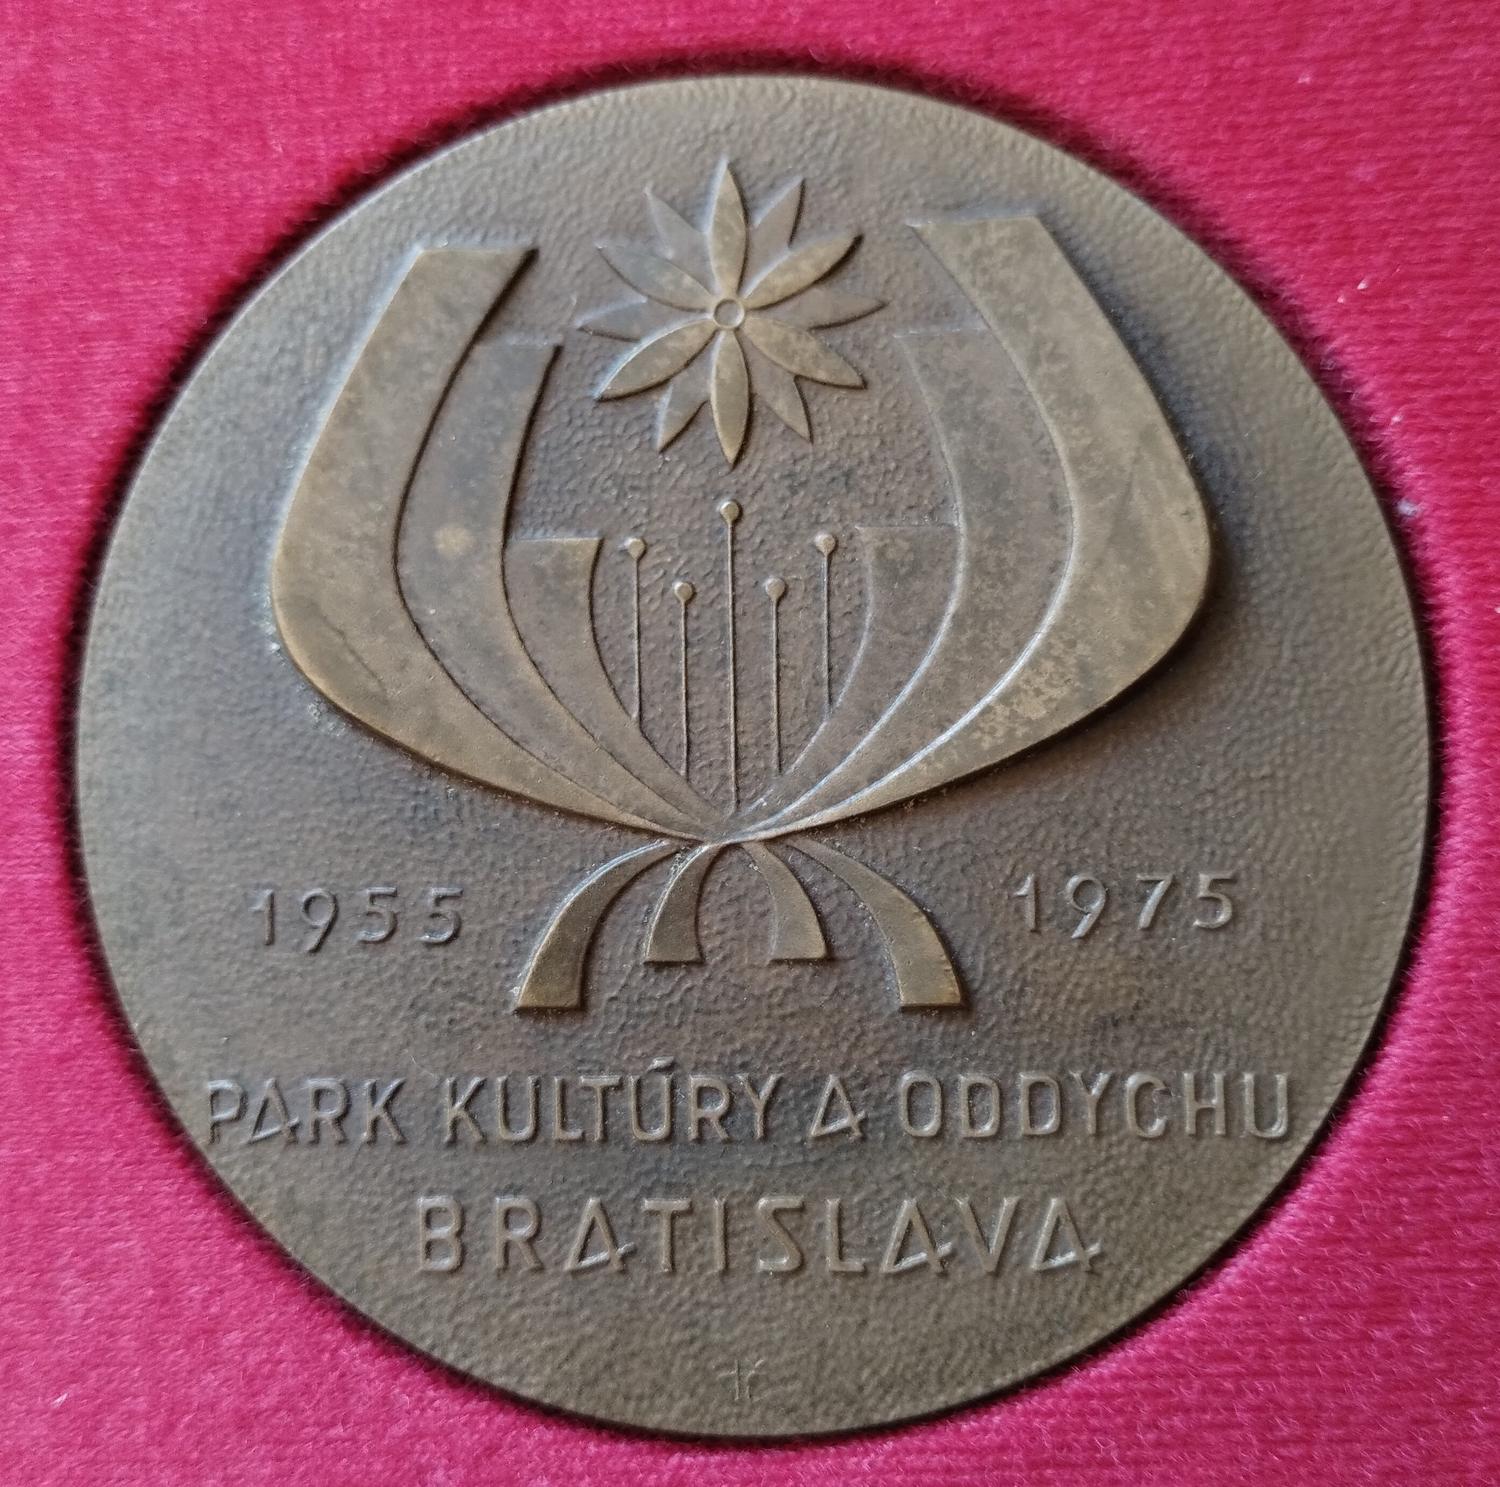 1955 1975
PARK KULTÚRY A ODDYCHU
BRATISLAVA